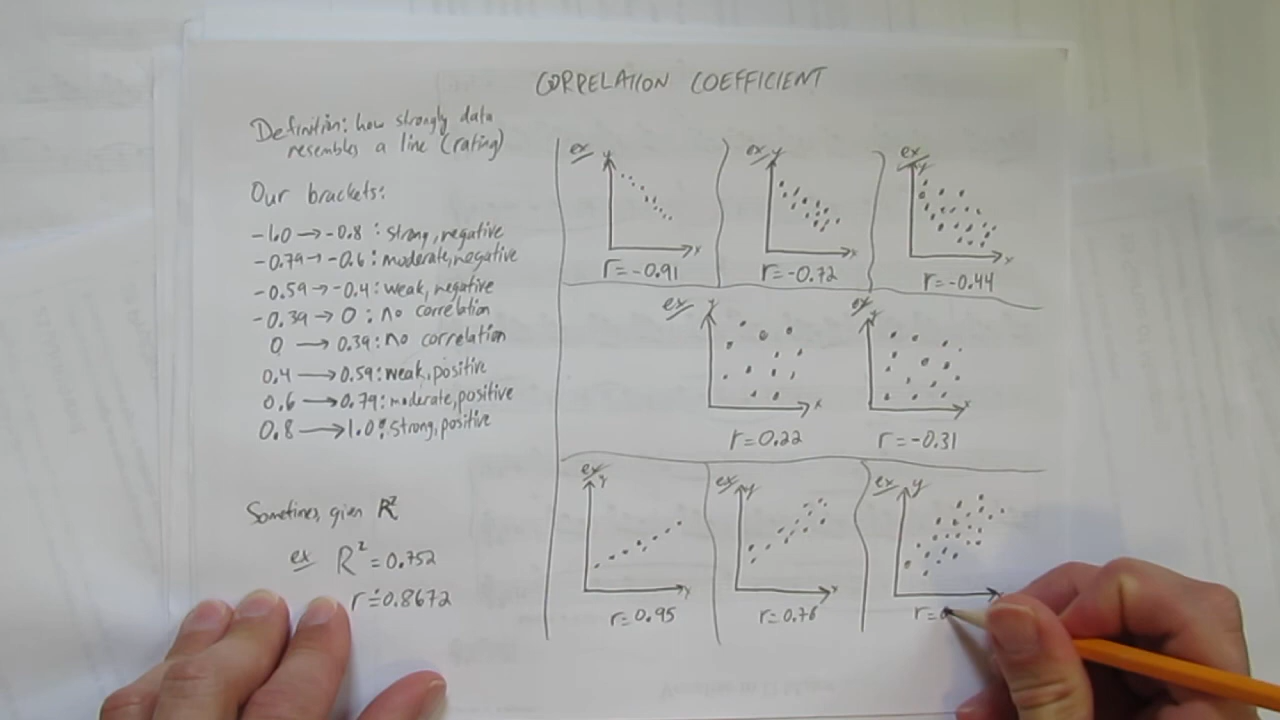 CORRELATION COEFFICIENT
Definition: how strongly data
resembles a line (rating)
Our brackets:
-1.0 → -0.8 : strong, negative
-0.79 → -0.6 : moderate, negative
-0.59 → -0.4 : weak, negative
-0.39 → 0 : no correlation
0 → 0.39 : no correlation
0.4 → 0.59 : weak, positive
0.6 → 0.79 : moderate, positive
0.8 → 1.0 : strong, positive
Sometimes, given R²
ex R² = 0.752
r ≐ 0.8672
ex y x
r = -0.91
ex y x
r = -0.72
ex y x
r = -0.44
ex y x
r = 0.22
ex y x
r = -0.31
ex y x
r = 0.95
ex y x
r = 0.76
ex y
r = 0